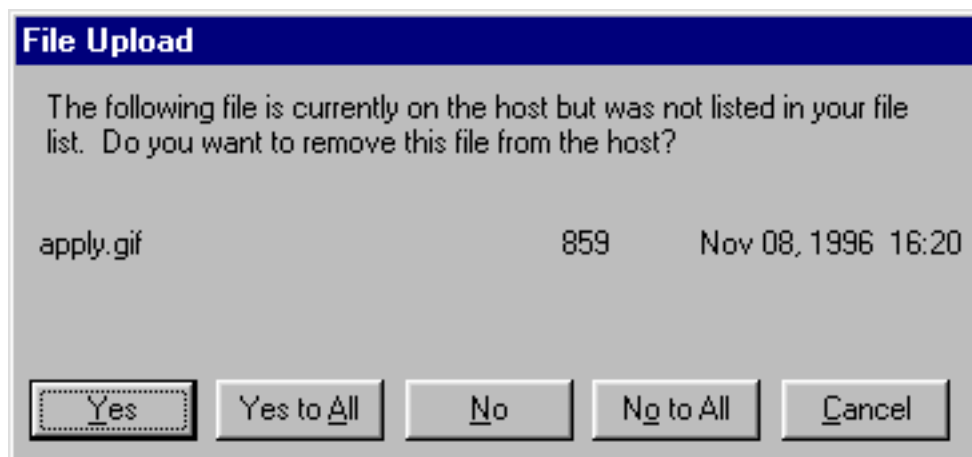 File Upload
The following file is currently on the host but was not listed in your file
list.  Do you want to remove this file from the host?
apply.gif 859 Nov 08, 1996 16:20
Yes Yes to All No No to All Cancel